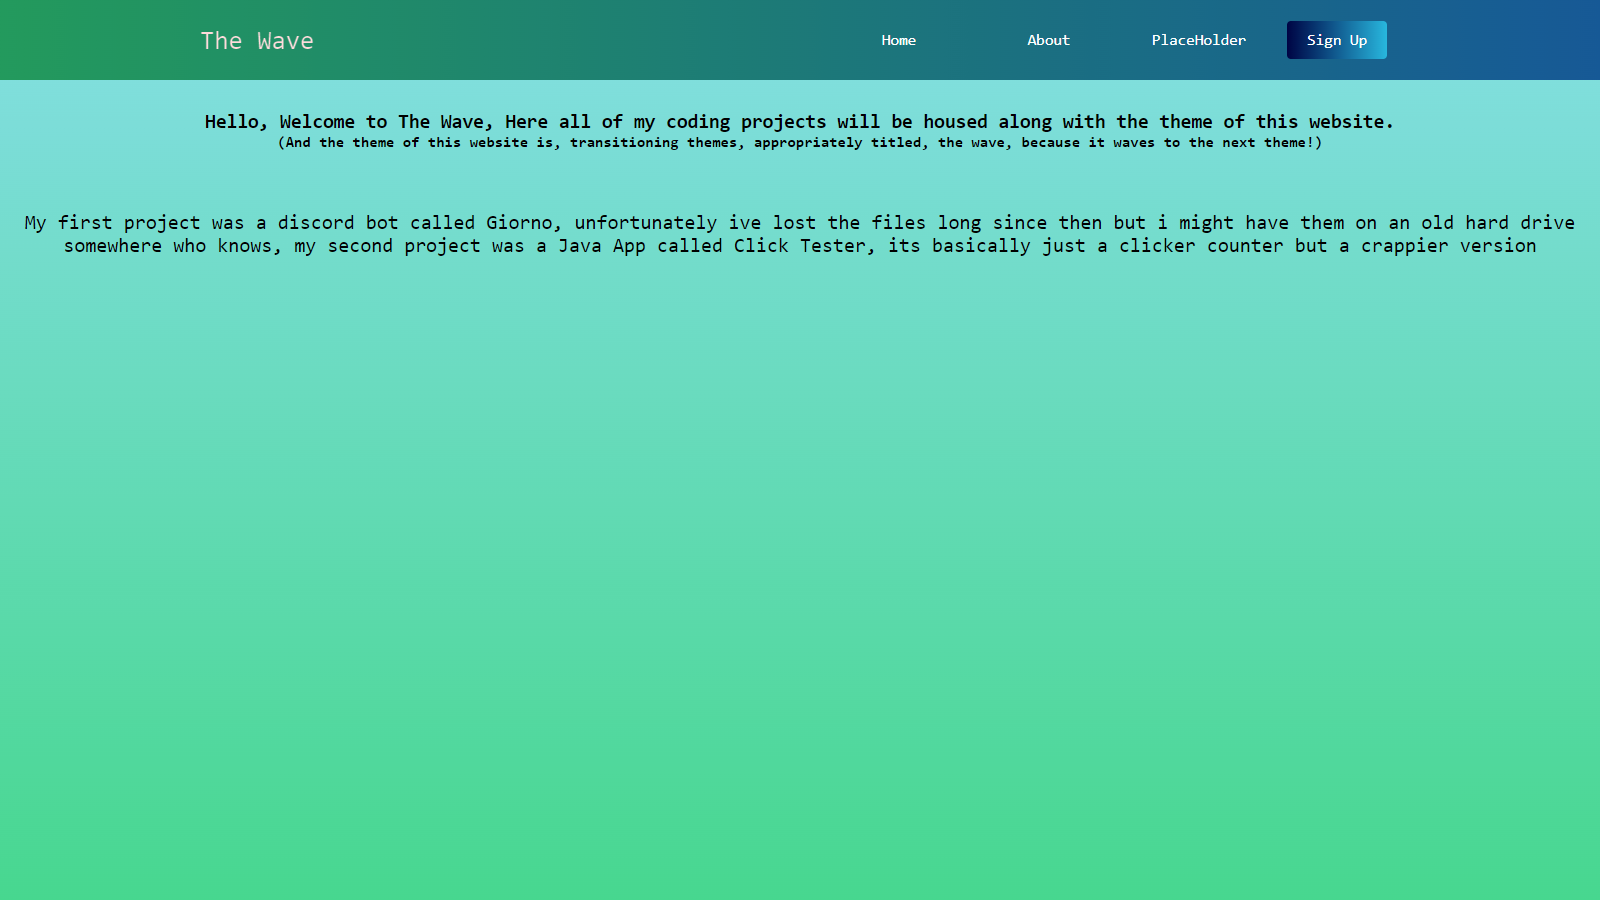 The Wave
Home
About
PlaceHolder
Sign Up
Hello, Welcome to The Wave, Here all of my coding projects will be housed along with the theme of this website.
(And the theme of this website is, transitioning themes, appropriately titled, the wave, because it waves to the next theme!)
My first project was a discord bot called Giorno, unfortunately ive lost the files long since then but i might have them on an old hard drive
somewhere who knows, my second project was a Java App called Click Tester, its basically just a clicker counter but a crappier version